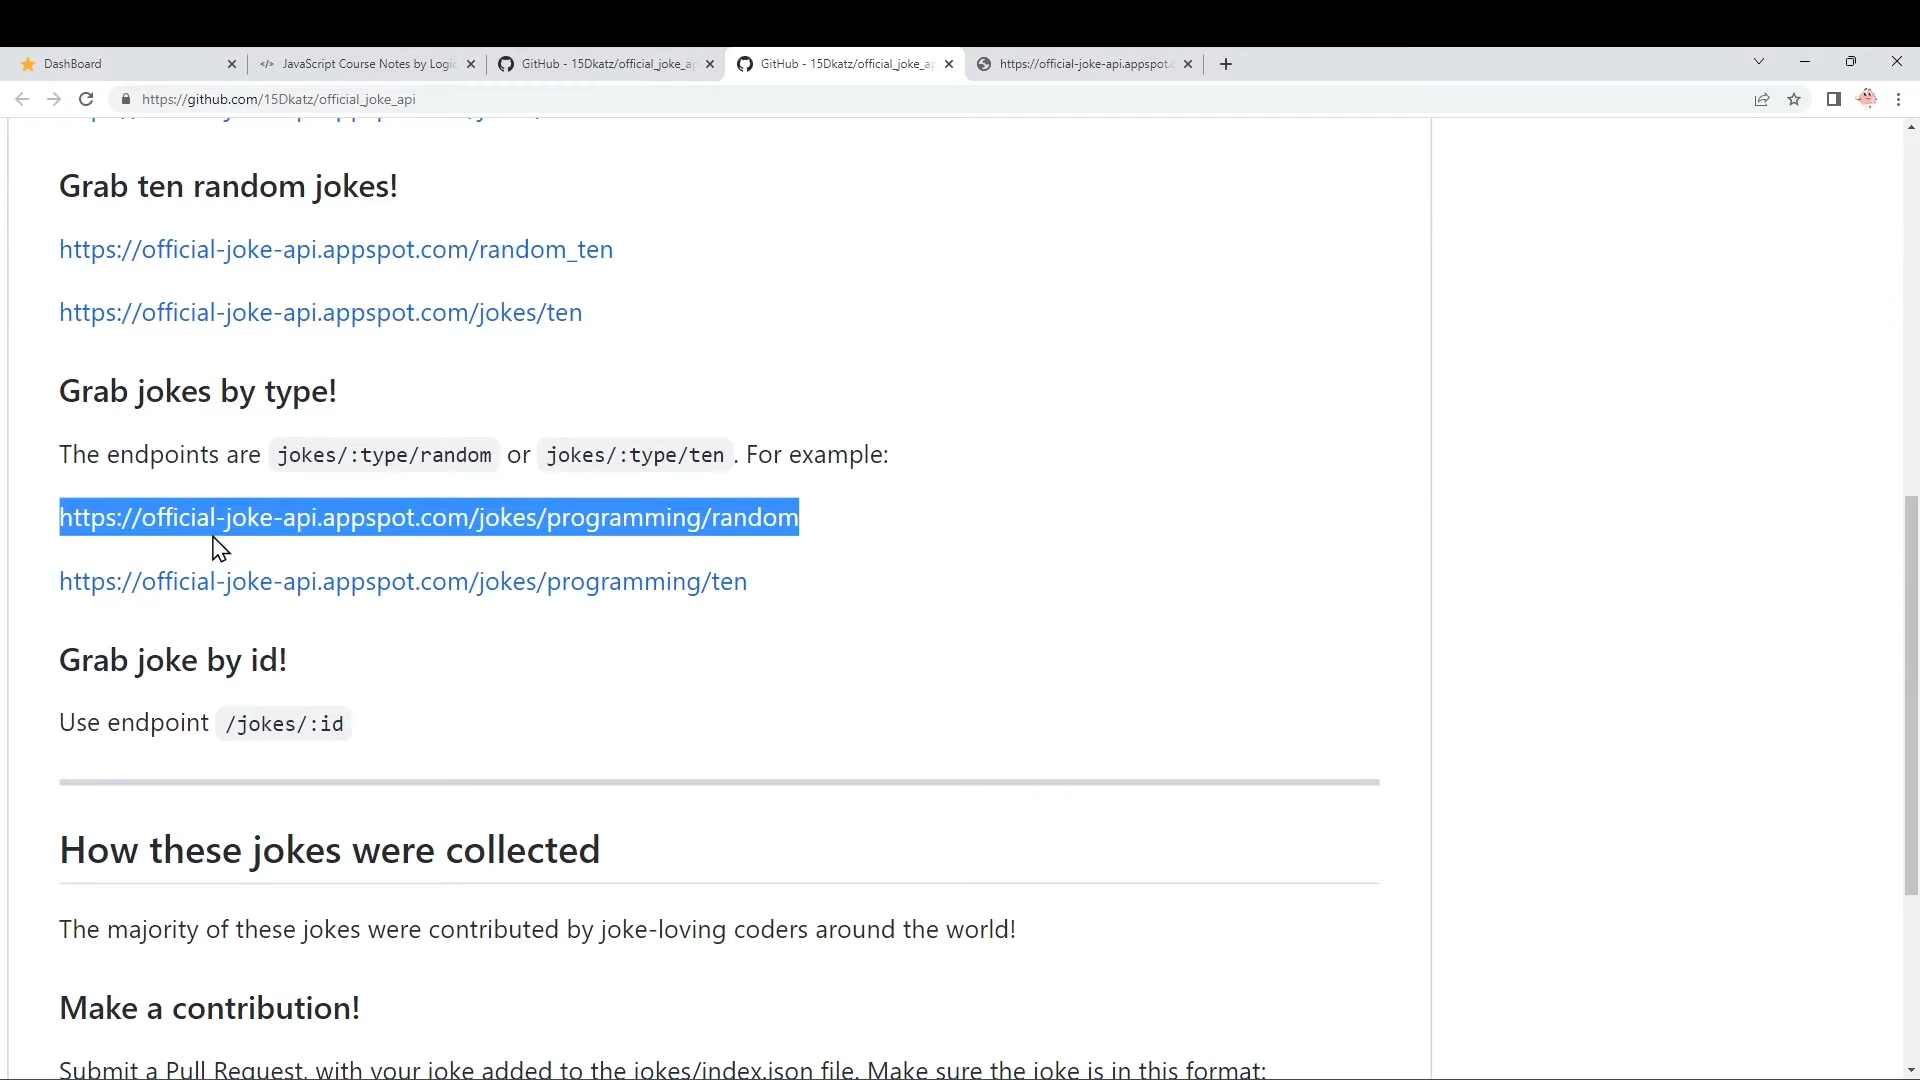 DashBoard
</> JavaScript Course Notes by Logic
GitHub - 15Dkatz/official_joke_ap
GitHub - 15Dkatz/official_joke_ap
https://official-joke-api.appspot.c
https://github.com/15Dkatz/official_joke_api
Grab ten random jokes!
https://official-joke-api.appspot.com/random_ten
https://official-joke-api.appspot.com/jokes/ten
Grab jokes by type!
The endpoints are jokes/:type/random or jokes/:type/ten . For example:
https://official-joke-api.appspot.com/jokes/programming/random
https://official-joke-api.appspot.com/jokes/programming/ten
Grab joke by id!
Use endpoint /jokes/:id
How these jokes were collected
The majority of these jokes were contributed by joke-loving coders around the world!
Make a contribution!
Submit a Pull Request, with your joke added to the jokes/index.json file. Make sure the joke is in this format: